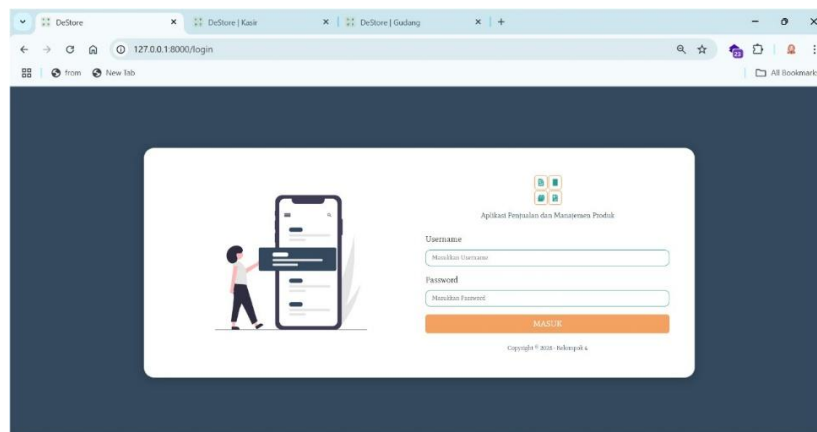 DeStore
DeStore | Kasir
DeStore | Gudang
127.0.0.1:8000/login
from
New Tab
All Bookmarks
Aplikasi Penjualan dan Manajemen Produk
Username
Masukkan Username
Password
Masukkan Password
MASUK
Copyright ©
Kelompok 4